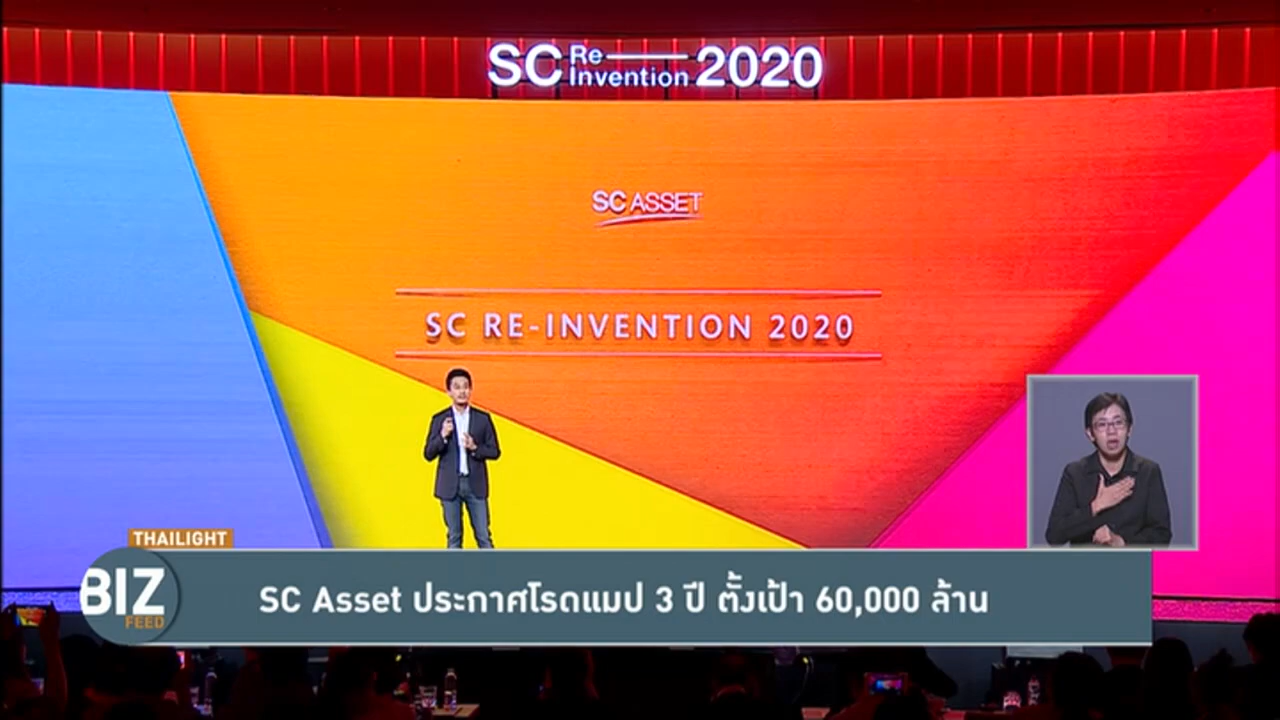 SC Re Invention 2020
SC ASSET
SC RE-INVENTION 2020
THAILIGHT
BIZ FEED
SC Asset ประกาศโรดแมป 3 ปี ตั้งเป้า 60,000 ล้าน